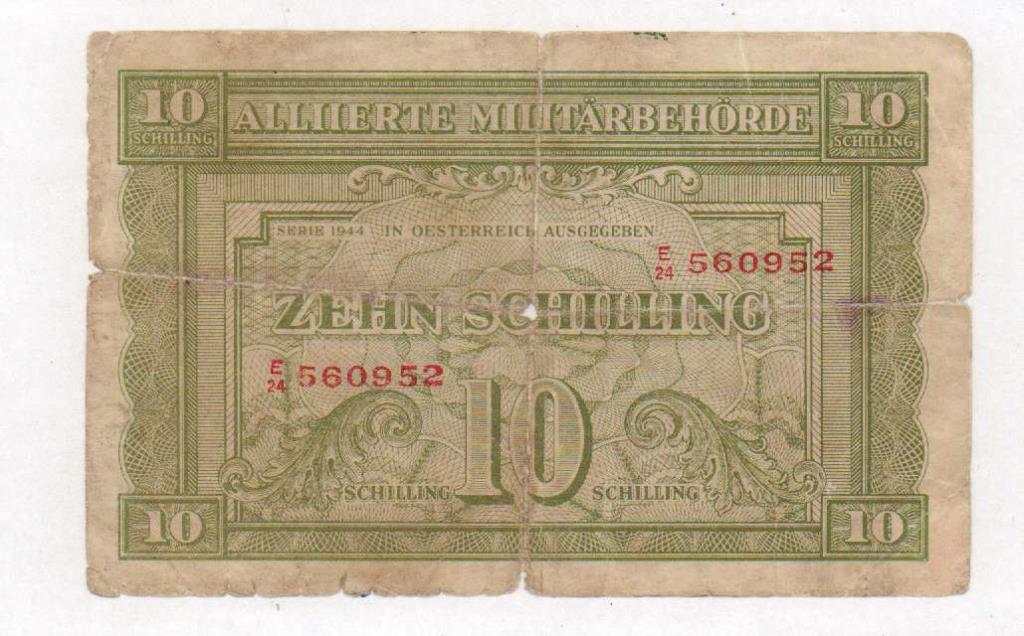 10 ALLIIERTE MILITÄRBEHÖRDE 10
SCHILLING SCHILLING
SERIE 1944 IN OESTERREICH AUSGEGEBEN
E/24 560952
ZEHN SCHILLING
E/24 560952
10
SCHILLING SCHILLING
10 10